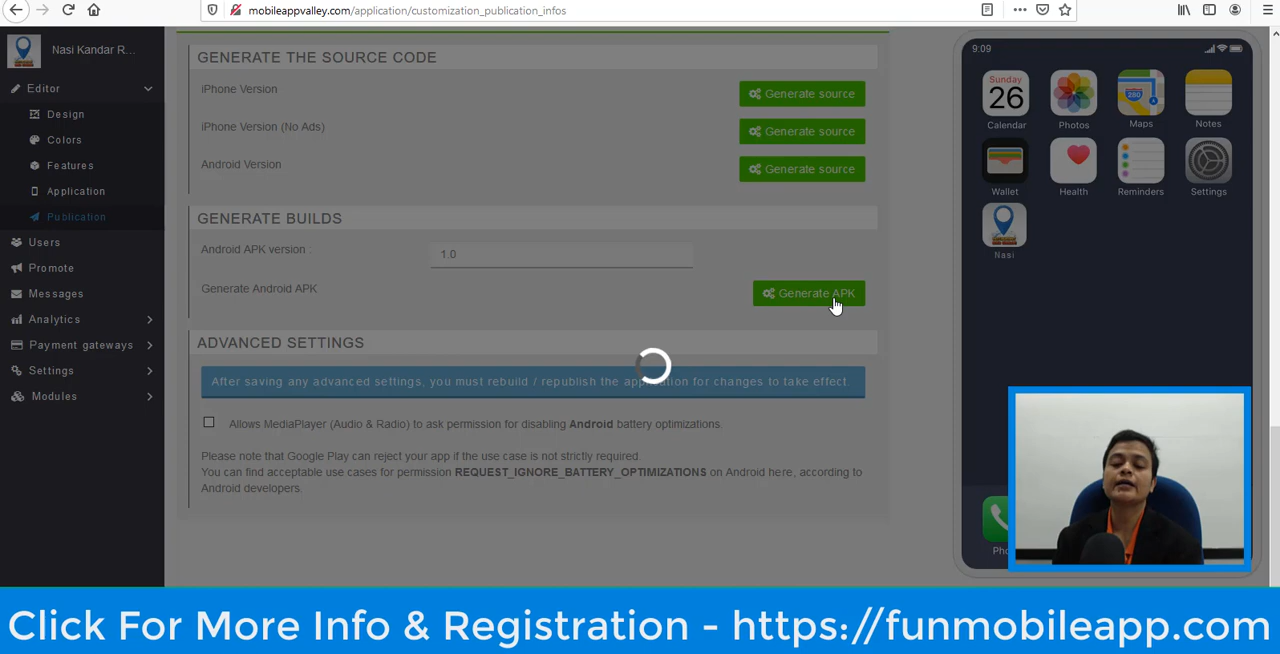 mobileappvalley.com/application/customization_publication_infos
Nasi Kandar R...
Editor
Design
Colors
Features
Application
Publication
Users
Promote
Messages
Analytics
Payment gateways
Settings
Modules
GENERATE THE SOURCE CODE
iPhone Version
Generate source
iPhone Version (No Ads)
Generate source
Android Version
Generate source
GENERATE BUILDS
Android APK version :
1.0
Generate Android APK
Generate APK
ADVANCED SETTINGS
After saving any advanced settings, you must rebuild / republish the application for changes to take effect.
Allows MediaPlayer (Audio & Radio) to ask permission for disabling Android battery optimizations.
Please note that Google Play can reject your app if the use case is not strictly required.
You can find acceptable use cases for permission REQUEST_IGNORE_BATTERY_OPTIMIZATIONS on Android here, according to
Android developers.
9:09
Sunday
26
280
Calendar
Photos
Maps
Notes
Wallet
Health
Reminders
Settings
Nasi
Pho
Click For More Info & Registration - https://funmobileapp.com